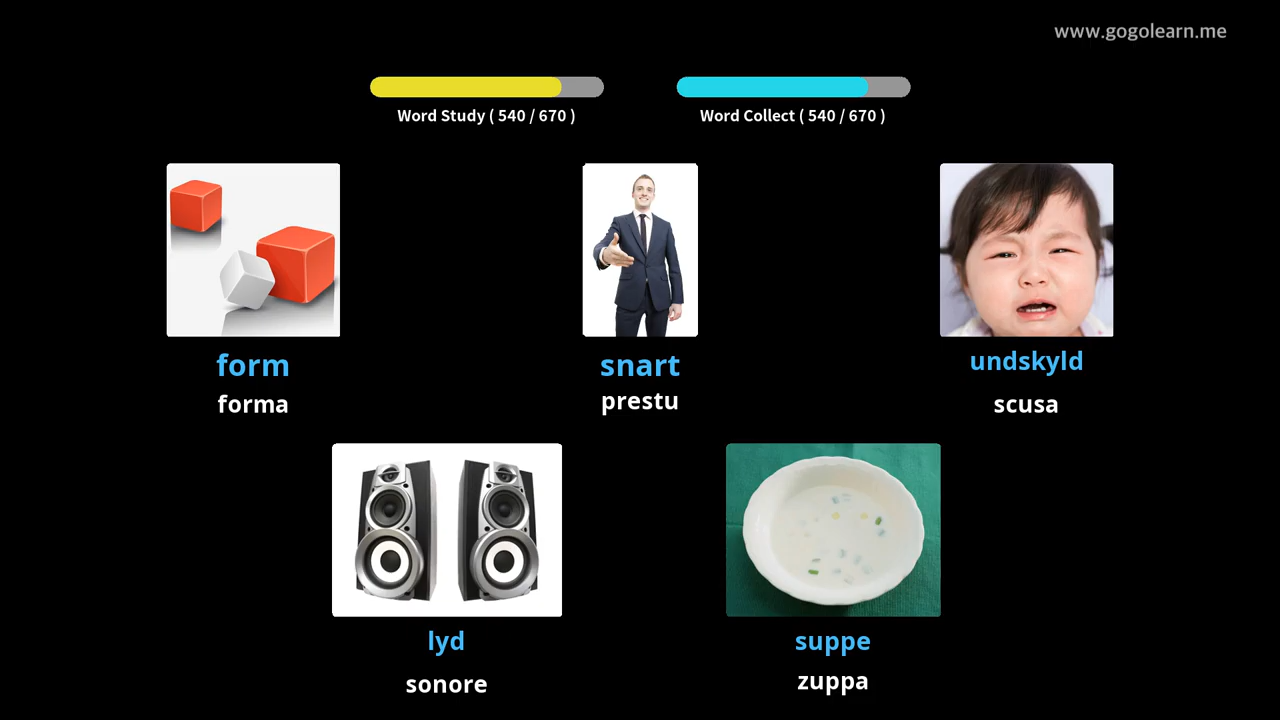 www.gogolearn.me
Word Study ( 540 / 670 )
Word Collect ( 540 / 670 )
form
forma
snart
prestu
undskyld
scusa
lyd
sonore
suppe
zuppa